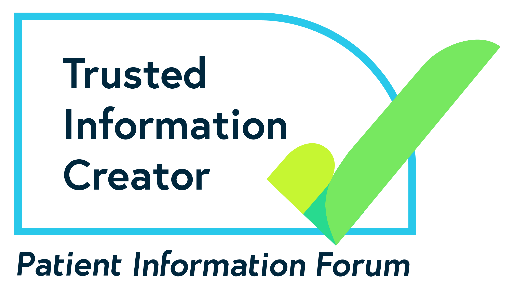 Trusted
Information
Creator
Patient Information Forum